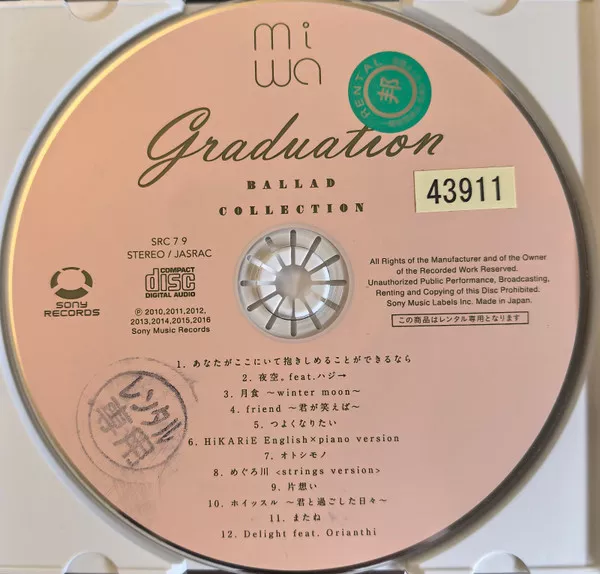 mi
wa
RENTAL
邦
Graduation
BALLAD
COLLECTION
43911
SRC 7 9
STEREO / JASRAC
COMPACT
disc
DIGITAL AUDIO
SONY
RECORDS
℗ 2010,2011,2012,
2013,2014,2015,2016
Sony Music Records
All Rights of the Manufacturer and of the Owner
of the Recorded Work Reserved.
Unauthorized Public Performance, Broadcasting,
Renting and Copying of this Disc Prohibited.
Sony Music Labels Inc. Made in Japan.
この商品はレンタル専用となります
1. あなたがここにいて抱きしめることができるなら
2. 夜空。feat.ハジ→
3. 月食 ～winter moon～
4. friend ～君が笑えば～
5. つよくなりたい
6. HiKARiE English×piano version
7. オトシモノ
8. めぐろ川 <strings version>
9. 片想い
10. ホイッスル ～君と過ごした日々～
11. またね
12. Delight feat. Orianthi
レンタル
専用